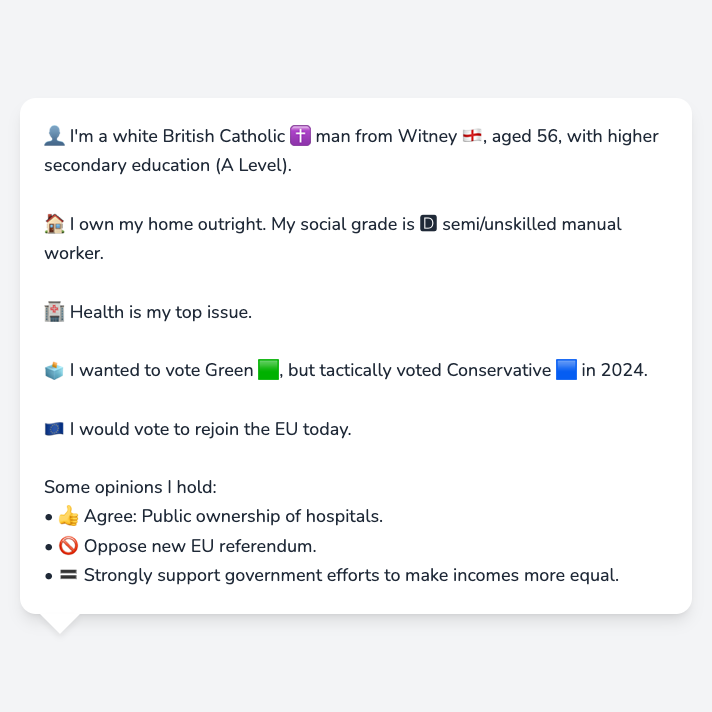 👤 I'm a white British Catholic ✝️ man from Witney 🏴󠁧󠁢󠁥󠁮󠁧󠁿, aged 56, with higher
secondary education (A Level).
🏠 I own my home outright. My social grade is 🅳 semi/unskilled manual
worker.
🏥 Health is my top issue.
🗳️ I wanted to vote Green 🟩, but tactically voted Conservative 🟦 in 2024.
🇪🇺 I would vote to rejoin the EU today.
Some opinions I hold:
• 👍 Agree: Public ownership of hospitals.
• 🚫 Oppose new EU referendum.
• 🟰 Strongly support government efforts to make incomes more equal.